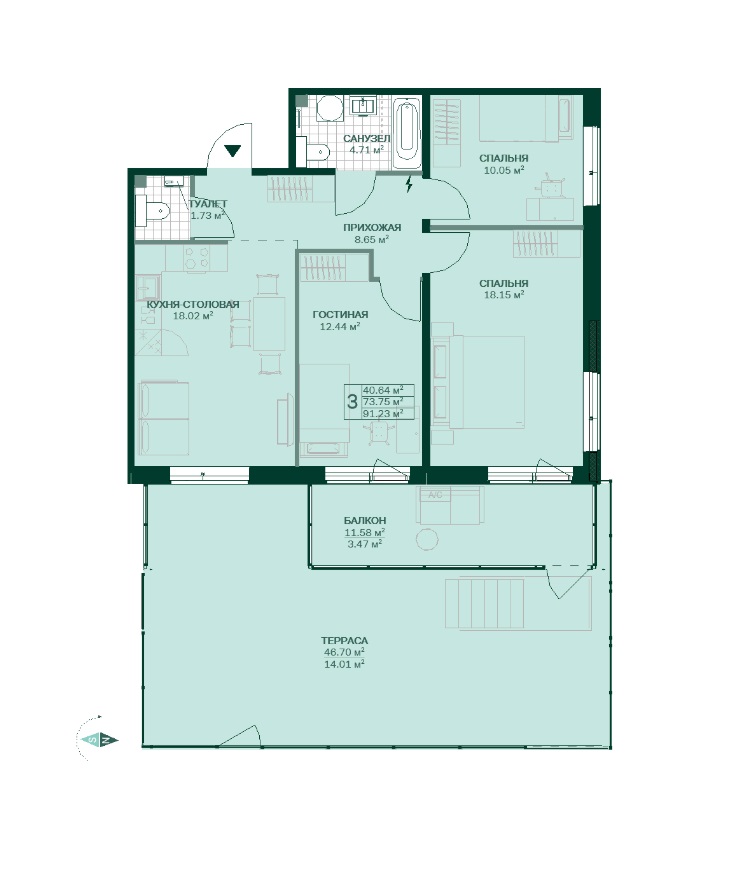 САНУЗЕЛ
4.71 м²
СПАЛЬНЯ
10.05 м²
ТУАЛЕТ
1.73 м²
ПРИХОЖАЯ
8.65 м²
СПАЛЬНЯ
18.15 м²
КУХНЯ-СТОЛОВАЯ
18.02 м²
ГОСТИНАЯ
12.44 м²
3
40.64 м²
73.75 м²
91.23 м²
A/C
БАЛКОН
11.58 м²
3.47 м²
ТЕРРАСА
46.70 м²
14.01 м²
S N